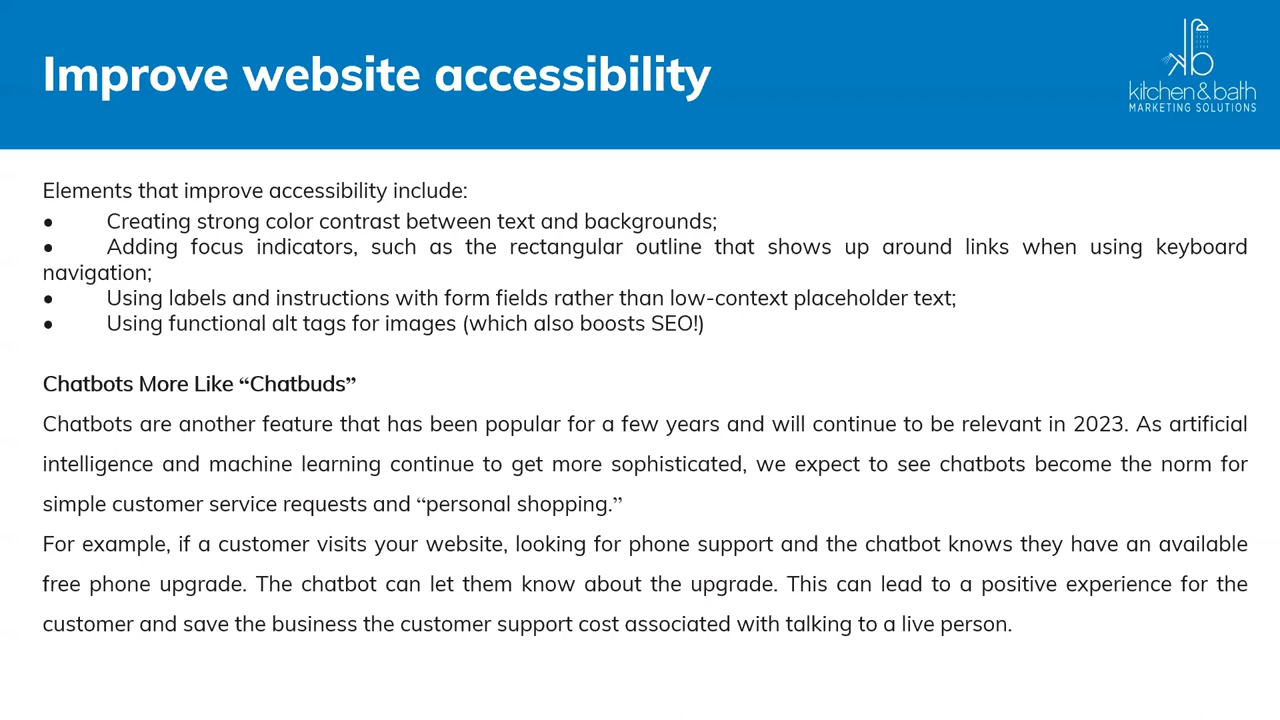 Improve website accessibility
kitchen&bath
MARKETING SOLUTIONS
Elements that improve accessibility include:
• Creating strong color contrast between text and backgrounds;
• Adding focus indicators, such as the rectangular outline that shows up around links when using keyboard
navigation;
• Using labels and instructions with form fields rather than low-context placeholder text;
• Using functional alt tags for images (which also boosts SEO!)
Chatbots More Like “Chatbuds”
Chatbots are another feature that has been popular for a few years and will continue to be relevant in 2023. As artificial
intelligence and machine learning continue to get more sophisticated, we expect to see chatbots become the norm for
simple customer service requests and “personal shopping.”
For example, if a customer visits your website, looking for phone support and the chatbot knows they have an available
free phone upgrade. The chatbot can let them know about the upgrade. This can lead to a positive experience for the
customer and save the business the customer support cost associated with talking to a live person.